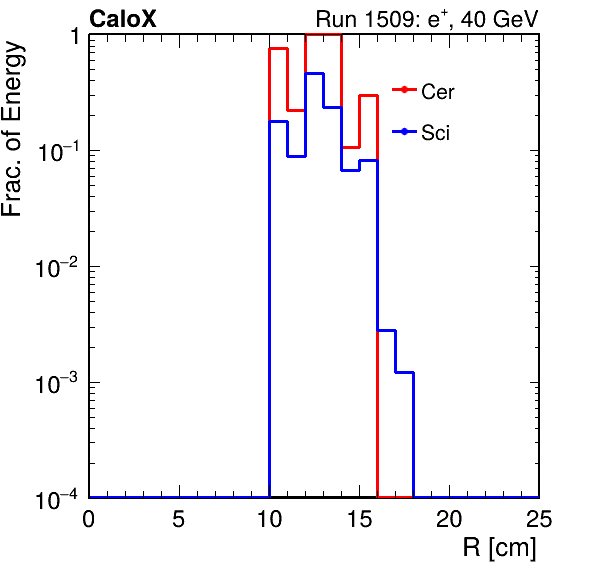 CaloX Run 1509: e⁺, 40 GeV
Frac. of Energy
1
10⁻¹
10⁻²
10⁻³
10⁻⁴
Cer
Sci
0 5 10 15 20 25
R [cm]